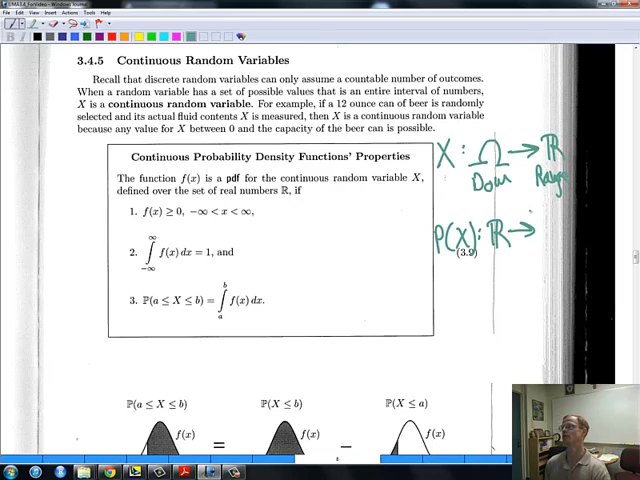 UMA3.4_ForVideo - Windows Journal
File Edit View Insert Actions Tools Help
B
3.4.5 Continuous Random Variables
Recall that discrete random variables can only assume a countable number of outcomes.
When a random variable has a set of possible values that is an entire interval of numbers,
X is a continuous random variable. For example, if a 12 ounce can of beer is randomly
selected and its actual fluid contents X is measured, then X is a continuous random variable
because any value for X between 0 and the capacity of the beer can is possible.
Continuous Probability Density Functions' Properties
The function f(x) is a pdf for the continuous random variable X,
defined over the set of real numbers ℝ, if
1. f(x) ≥ 0, −∞ < x < ∞,
2. ∫_{−∞}^{∞} f(x) dx = 1, and
3. ℙ(a ≤ X ≤ b) = ∫_a^b f(x) dx.
(3.9)
X : Ω → ℝ
Dom Range
P(X): ℝ →
ℙ(a ≤ X ≤ b) ℙ(X ≤ b) ℙ(X ≤ a)
f(x) = f(x) − f(x)